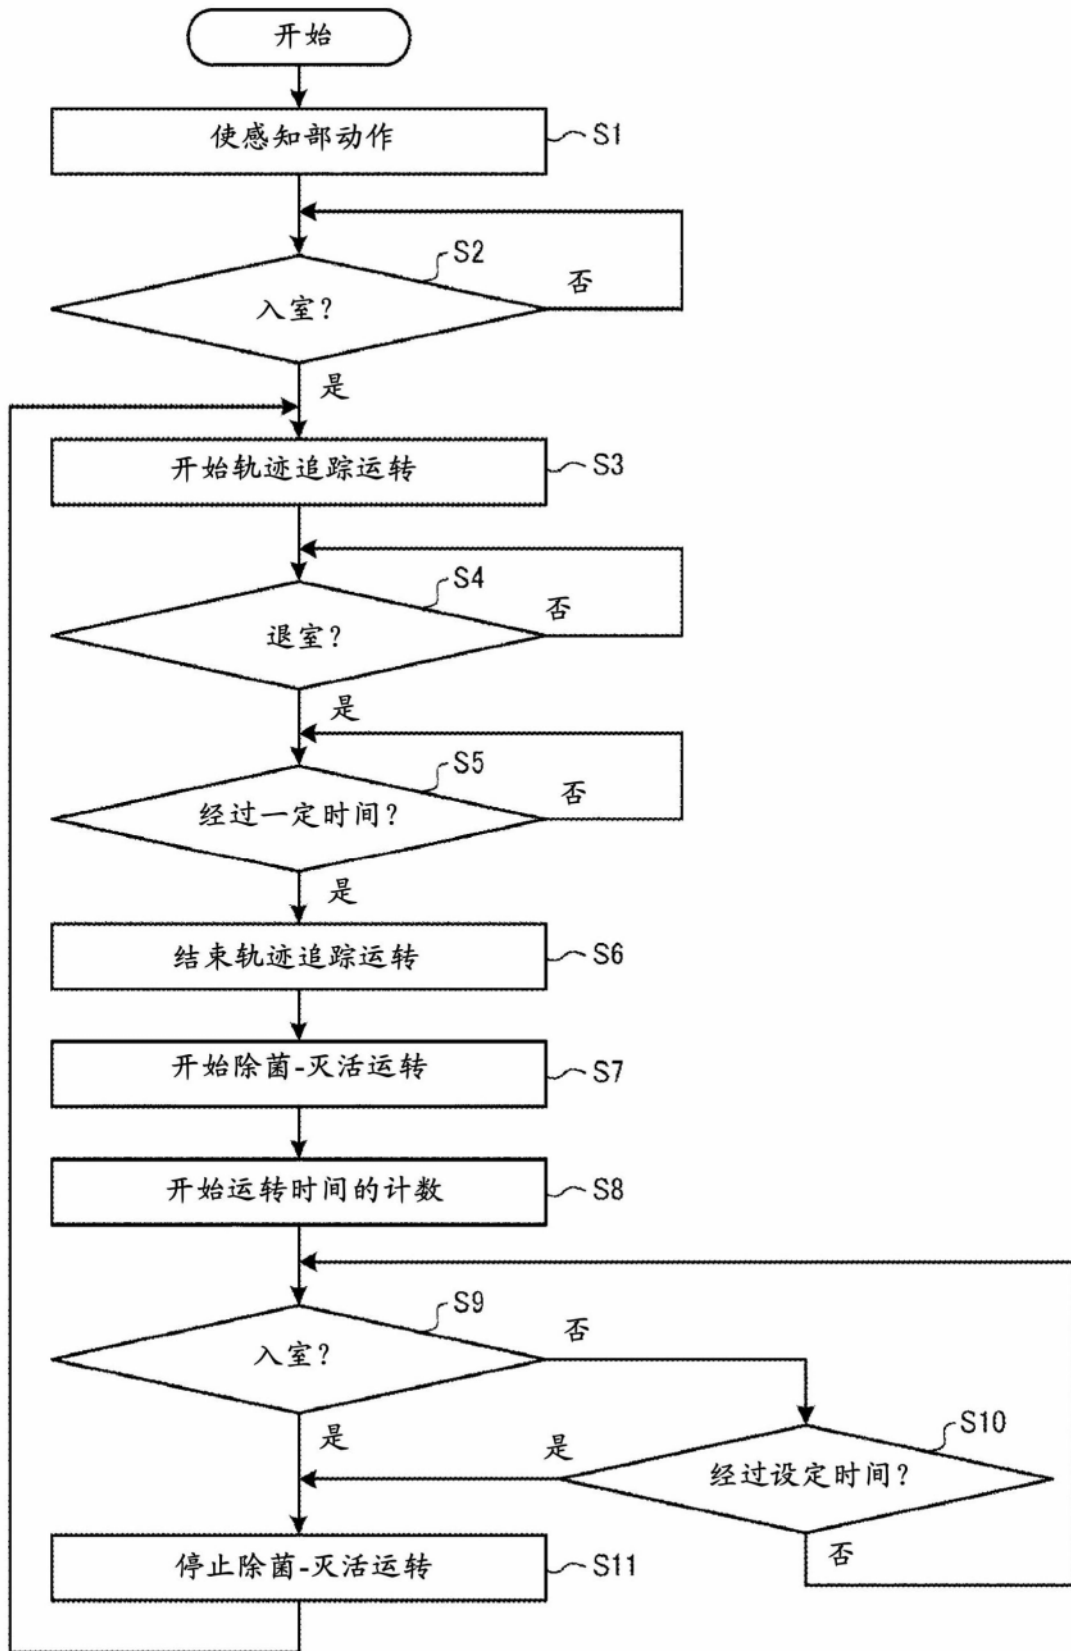 开始
使感知部动作
S1
S2
入室?
否
是
开始轨迹追踪运转
S3
S4
退室?
否
是
S5
经过一定时间?
否
是
结束轨迹追踪运转
S6
开始除菌-灭活运转
S7
开始运转时间的计数
S8
S9
入室?
否
是
是
S10
经过设定时间?
否
停止除菌-灭活运转
S11